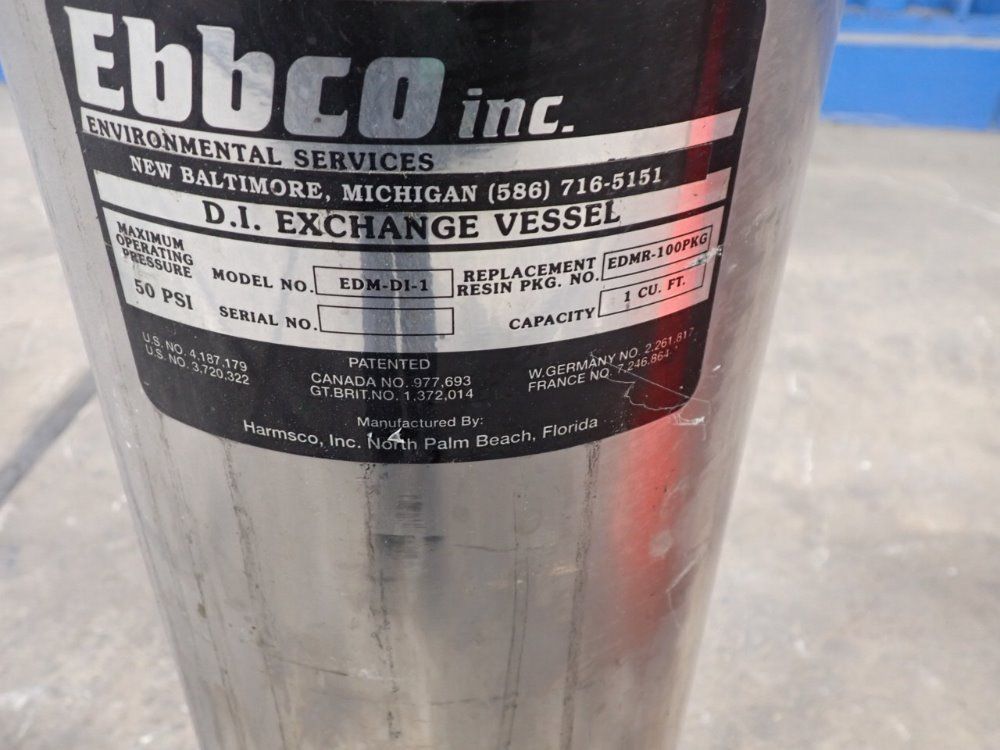 Ebbco inc.
ENVIRONMENTAL SERVICES
NEW BALTIMORE, MICHIGAN (586) 716-5151
D.I. EXCHANGE VESSEL
MAXIMUM
OPERATING
PRESSURE
50 PSI
MODEL NO. EDM-DI-1
SERIAL NO.
REPLACEMENT
RESIN PKG. NO. EDMR-100PKG
CAPACITY 1 CU. FT.
U.S. NO. 4,187,179
U.S. NO. 3,720,322
PATENTED
CANADA NO. 977,693
GT.BRIT.NO. 1,372,014
W.GERMANY NO. 2,261,817
FRANCE NO. 7,246,864
Manufactured By:
Harmsco, Inc. North Palm Beach, Florida